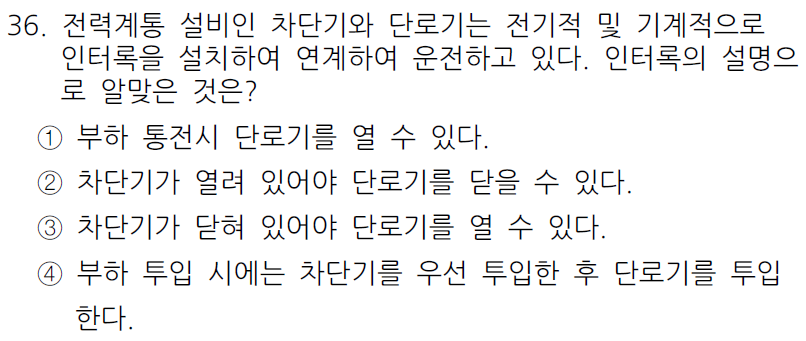 36. 전력계통 설비인 차단기와 단로기는 전기적 및 기계적으로
인터록을 설치하여 연계하여 운전하고 있다. 인터록의 설명으
로 알맞은 것은?
① 부하 통전시 단로기를 열 수 있다.
② 차단기가 열려 있어야 단로기를 닫을 수 있다.
③ 차단기가 닫혀 있어야 단로기를 열 수 있다.
④ 부하 투입 시에는 차단기를 우선 투입한 후 단로기를 투입
한다.